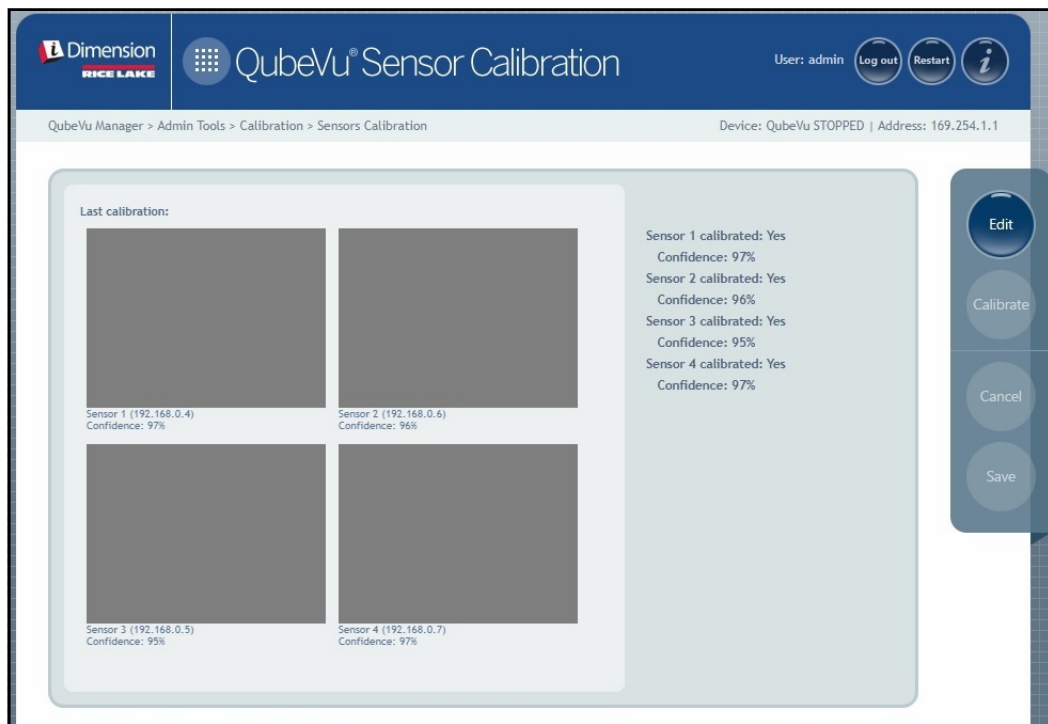 i Dimension
RICE LAKE
QubeVu® Sensor Calibration
User: admin
Log out
Restart
i
QubeVu Manager > Admin Tools > Calibration > Sensors Calibration
Device: QubeVu STOPPED | Address: 169.254.1.1
Last calibration:
Sensor 1 (192.168.0.4)
Confidence: 97%
Sensor 2 (192.168.0.6)
Confidence: 96%
Sensor 3 (192.168.0.5)
Confidence: 95%
Sensor 4 (192.168.0.7)
Confidence: 97%
Sensor 1 calibrated: Yes
Confidence: 97%
Sensor 2 calibrated: Yes
Confidence: 96%
Sensor 3 calibrated: Yes
Confidence: 95%
Sensor 4 calibrated: Yes
Confidence: 97%
Edit
Calibrate
Cancel
Save